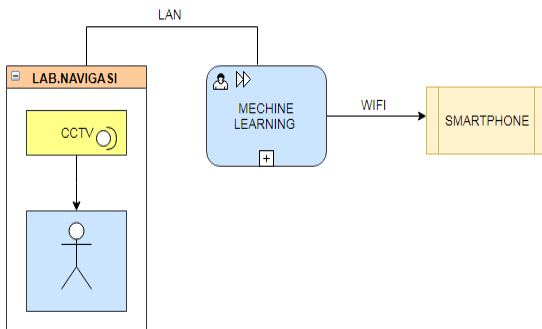 LAN
LAB.NAVIGASI
CCTV
MECHINE
LEARNING
WIFI
SMARTPHONE